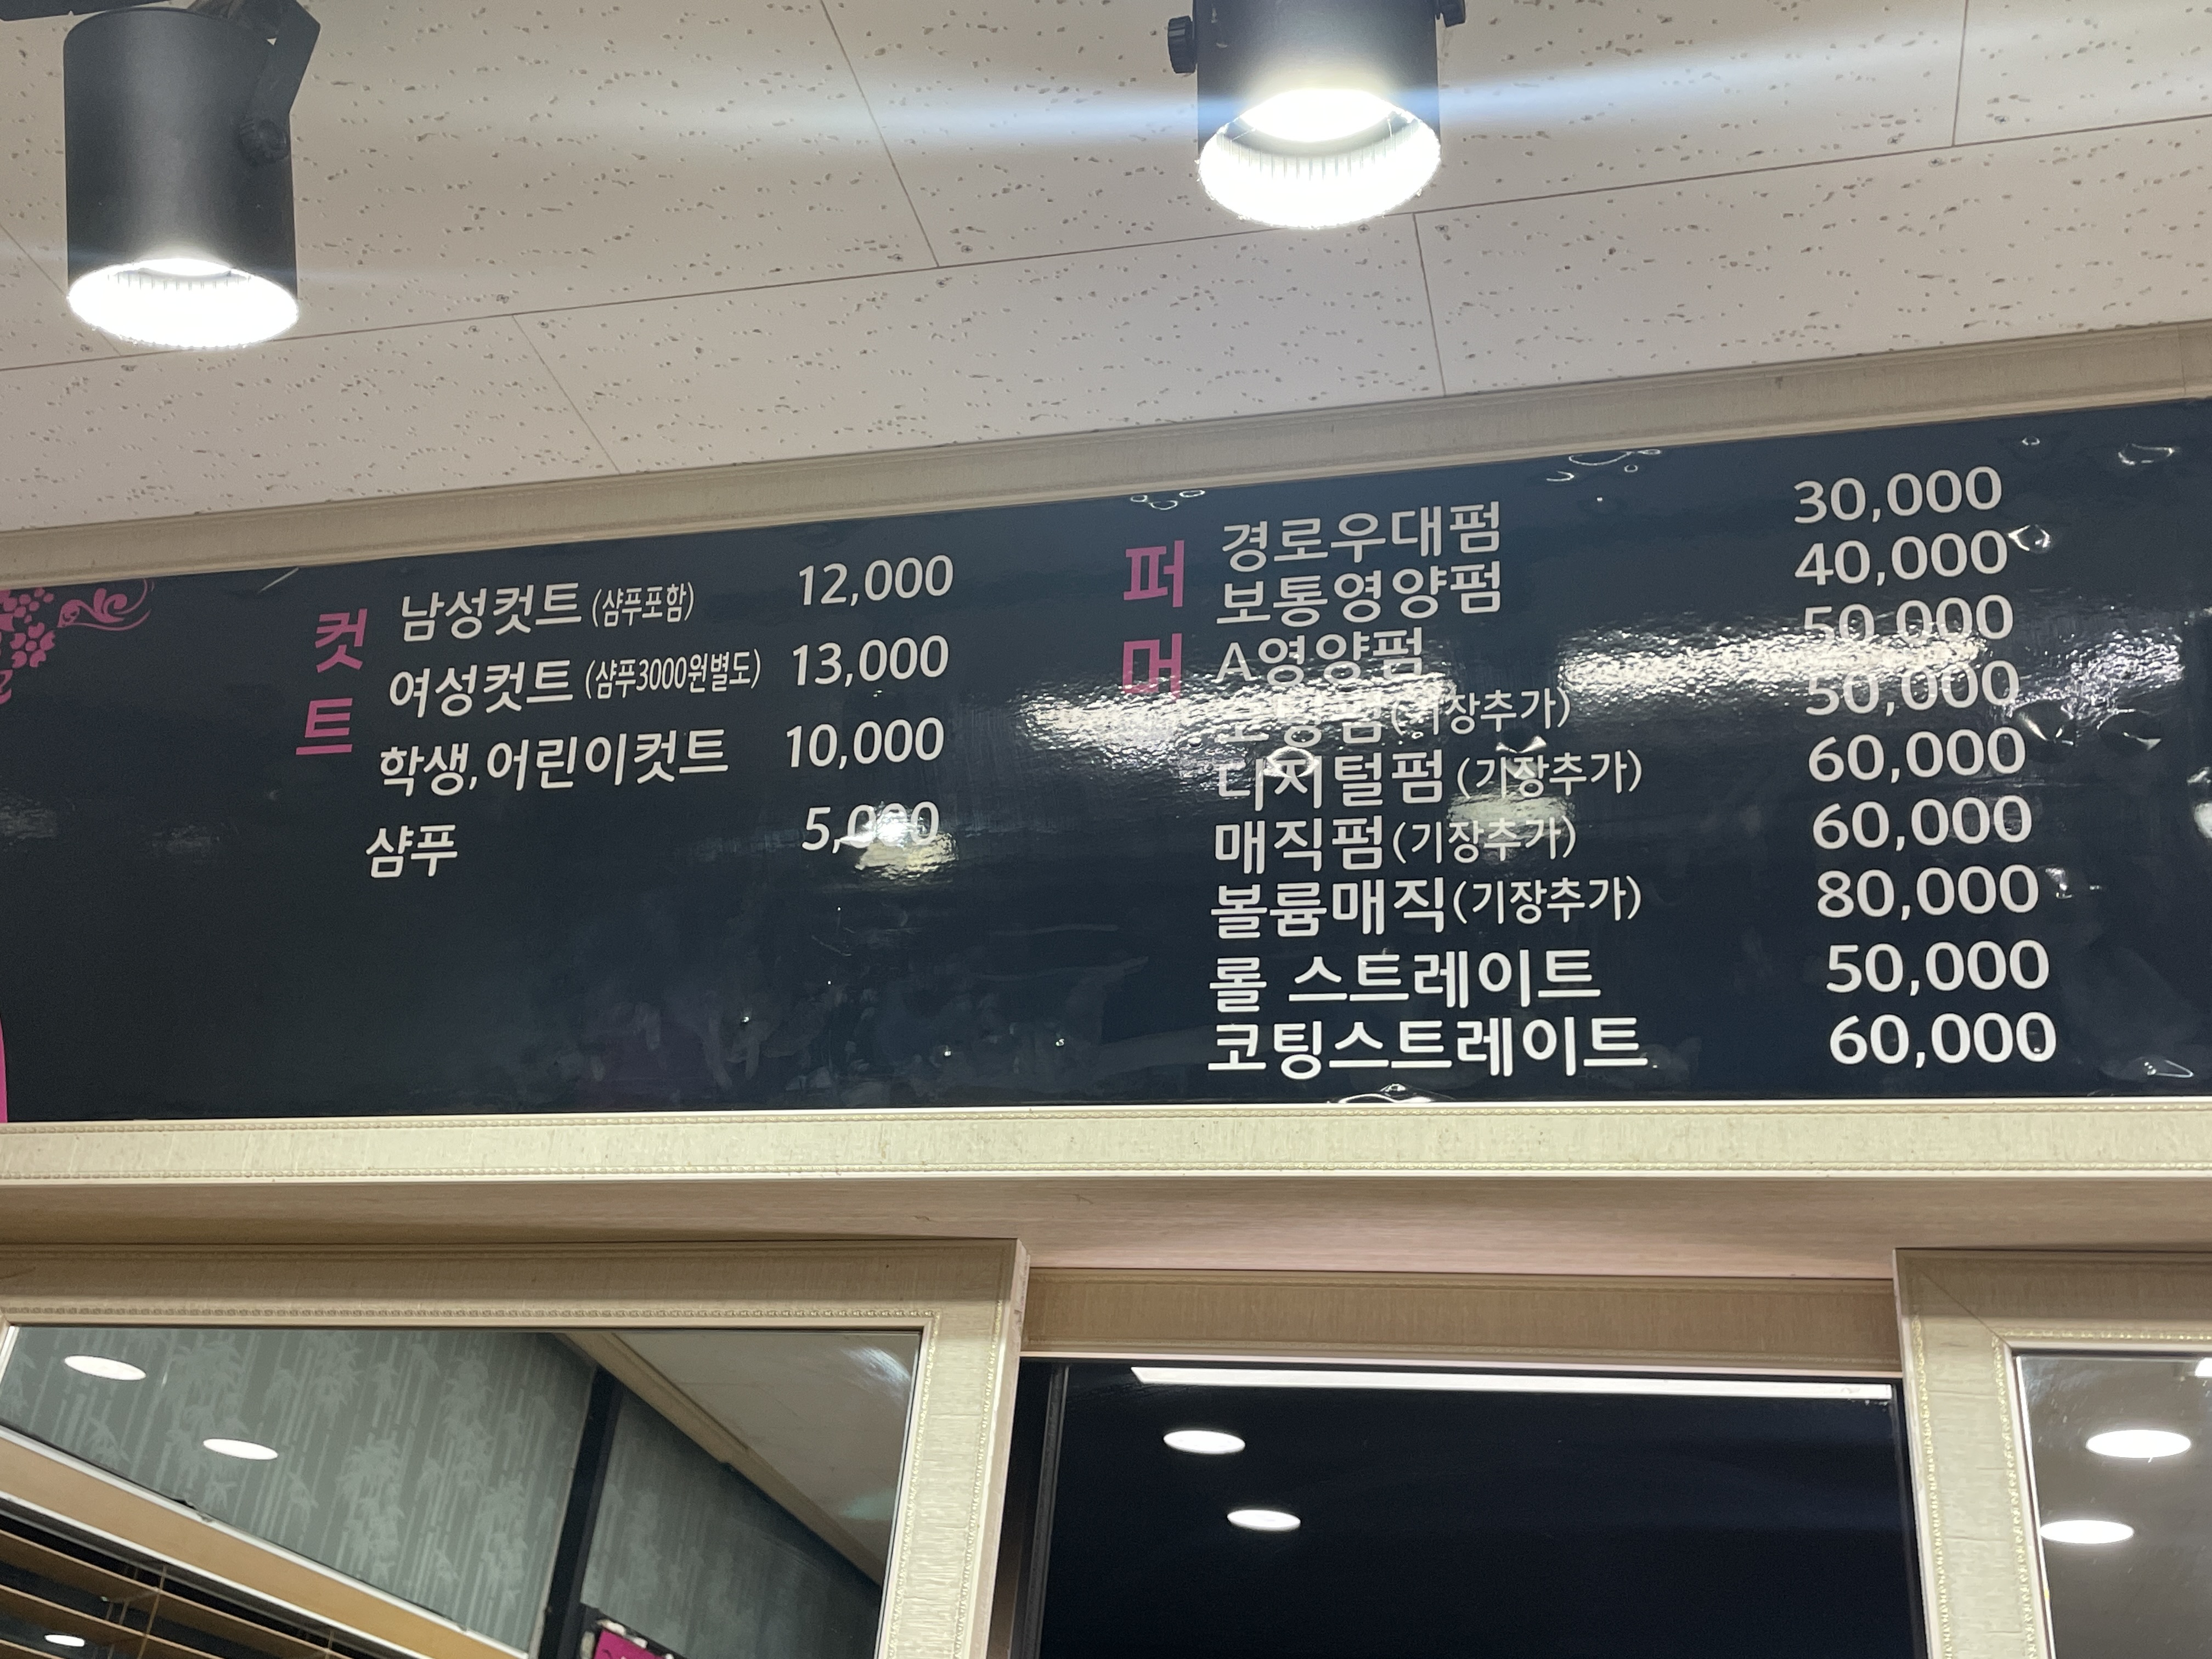 컷트
남성컷트 (샴푸포함) 12,000
여성컷트 (샴푸3000원별도) 13,000
학생,어린이컷트 10,000
샴푸 5,000
퍼머
경로우대펌 30,000
보통영양펌 40,000
A영양펌 50,000
펌(기장추가) 50,000
디지털펌 (기장추가) 60,000
매직펌 (기장추가) 60,000
볼륨매직(기장추가) 80,000
롤 스트레이트 50,000
코팅스트레이트 60,000